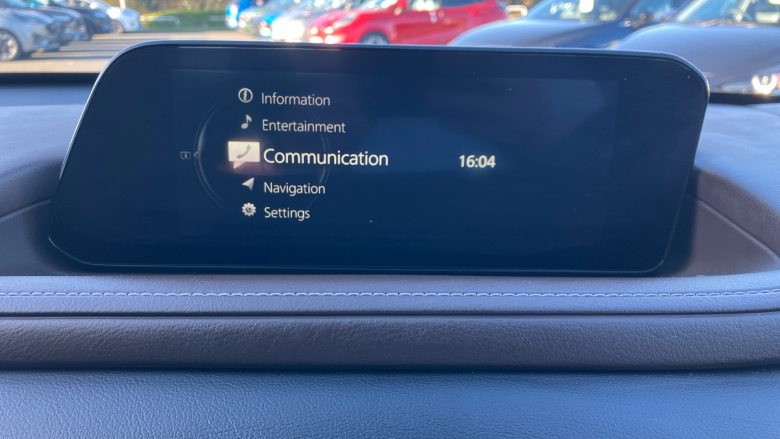 Information
Entertainment
Communication 16:04
Navigation
Settings